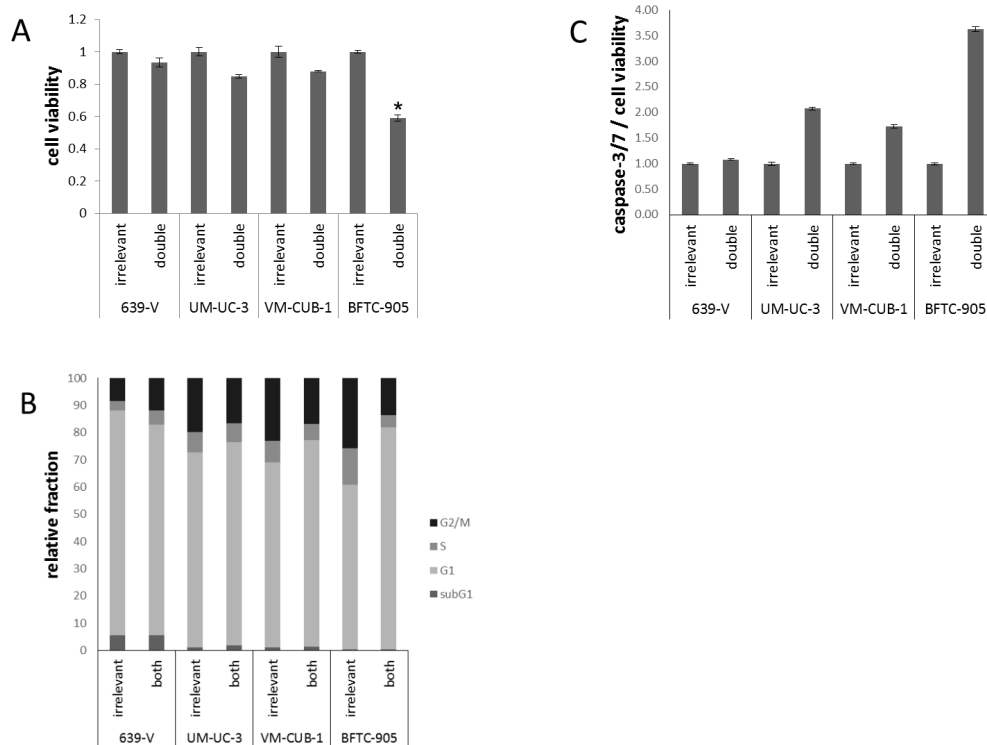 A
cell viability
1.2
1
0.8
0.6
0.4
0.2
0
*
irrelevant
double
irrelevant
double
irrelevant
double
irrelevant
double
639-V
UM-UC-3
VM-CUB-1
BFTC-905
C
caspase-3/7 / cell viability
4.00
3.50
3.00
2.50
2.00
1.50
1.00
0.50
0.00
irrelevant
double
irrelevant
double
irrelevant
double
irrelevant
double
639-V
UM-UC-3
VM-CUB-1
BFTC-905
B
relative fraction
100
90
80
70
60
50
40
30
20
10
0
G2/M
S
G1
subG1
irrelevant
both
irrelevant
both
irrelevant
both
irrelevant
both
639-V
UM-UC-3
VM-CUB-1
BFTC-905